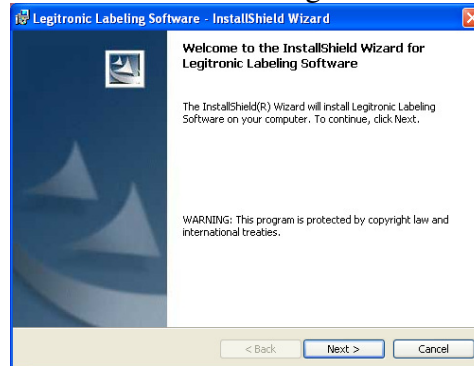 Legitronic Labeling Software - InstallShield Wizard
Welcome to the InstallShield Wizard for
Legitronic Labeling Software
The InstallShield(R) Wizard will install Legitronic Labeling
Software on your computer. To continue, click Next.
WARNING: This program is protected by copyright law and
international treaties.
< Back Next > Cancel